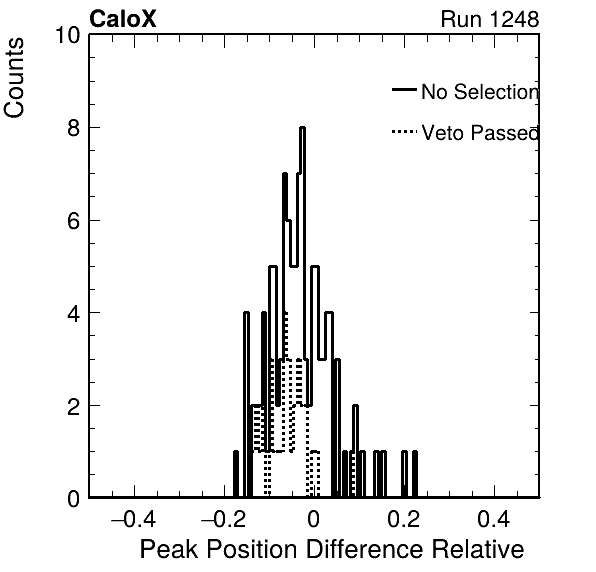 CaloX Run 1248
Counts
10
8
6
4
2
0
No Selection
Veto Passed
−0.4 −0.2 0 0.2 0.4
Peak Position Difference Relative